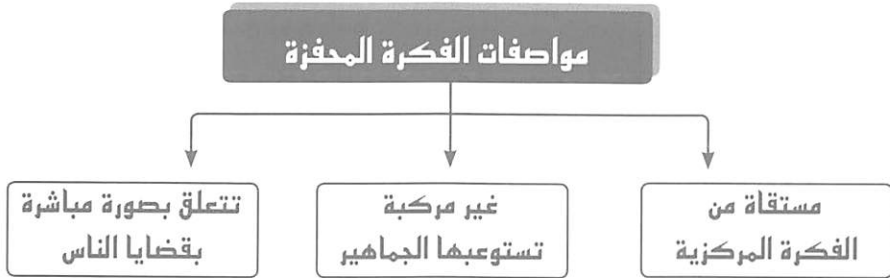 مواصفات الفكرة المحفزة
مستقاة من
الفكرة المركزية
غير مركبة
تستوعبها الجماهير
تتعلق بصورة مباشرة
بقضايا الناس